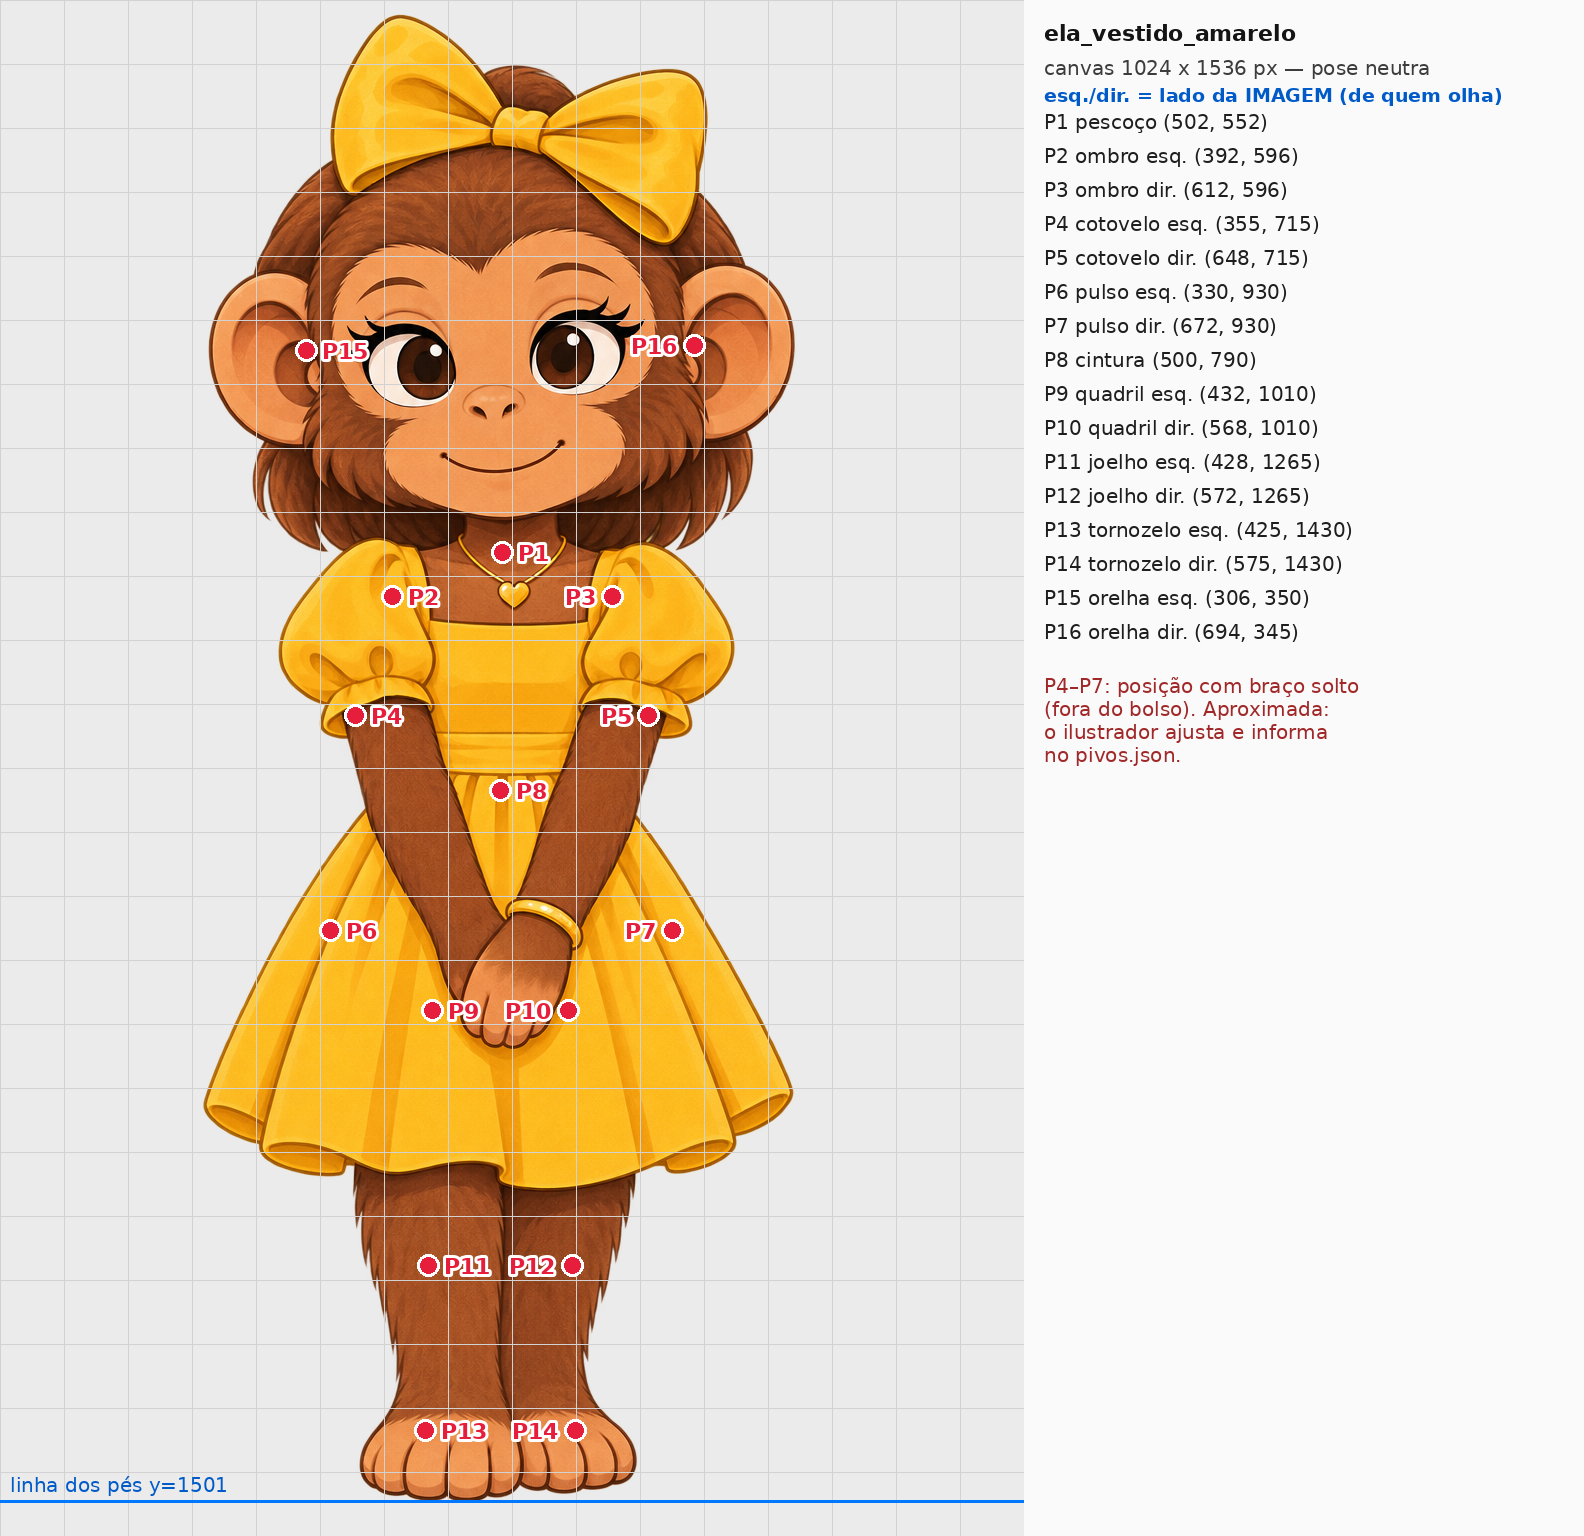 ela_vestido_amarelo
canvas 1024 x 1536 px — pose neutra
esq./dir. = lado da IMAGEM (de quem olha)
P1 pescoço (502, 552)
P2 ombro esq. (392, 596)
P3 ombro dir. (612, 596)
P4 cotovelo esq. (355, 715)
P5 cotovelo dir. (648, 715)
P6 pulso esq. (330, 930)
P7 pulso dir. (672, 930)
P8 cintura (500, 790)
P9 quadril esq. (432, 1010)
P10 quadril dir. (568, 1010)
P11 joelho esq. (428, 1265)
P12 joelho dir. (572, 1265)
P13 tornozelo esq. (425, 1430)
P14 tornozelo dir. (575, 1430)
P15 orelha esq. (306, 350)
P16 orelha dir. (694, 345)
P4–P7: posição com braço solto
(fora do bolso). Aproximada:
o ilustrador ajusta e informa
no pivos.json.
P15 P16
P1
P2 P3
P4 P5
P8
P6 P7
P9 P10
P11 P12
P13 P14
linha dos pés y=1501